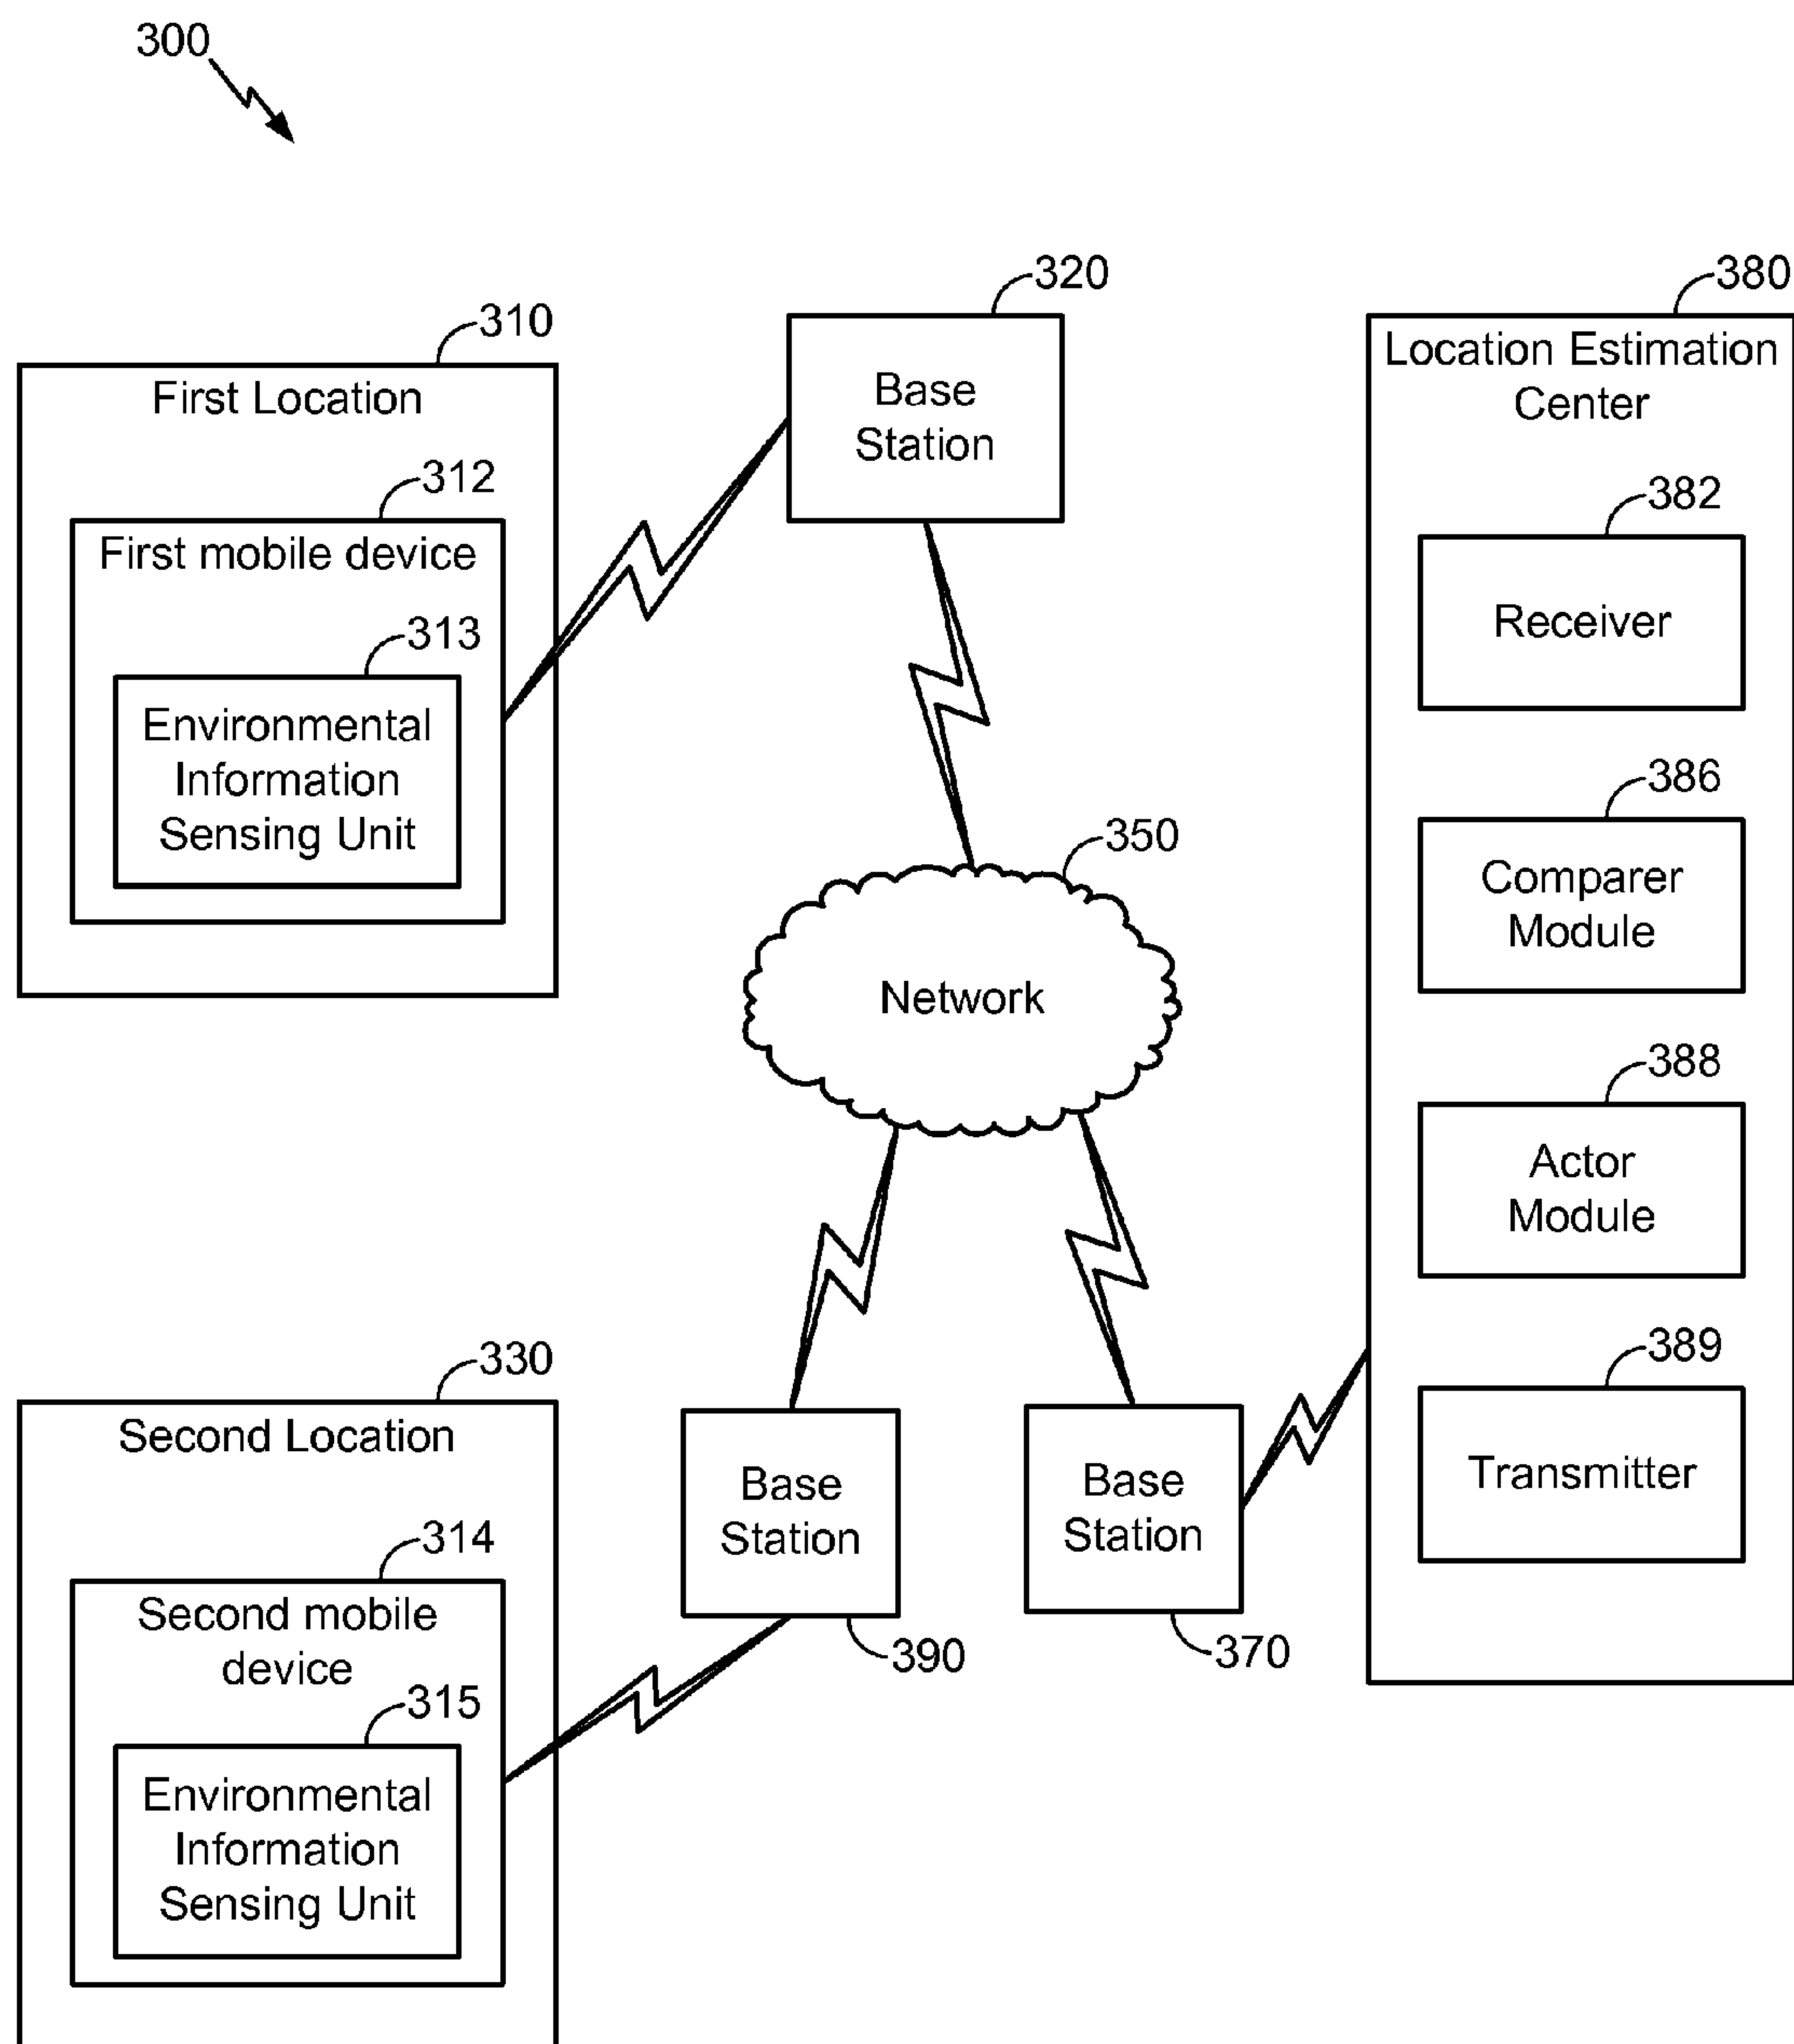 300
320
Base
Station
310
First Location
312
First mobile device
313
Environmental
Information
Sensing Unit
350
Network
380
Location Estimation
Center
382
Receiver
386
Comparer
Module
388
Actor
Module
389
Transmitter
330
Second Location
314
Second mobile
device
315
Environmental
Information
Sensing Unit
Base
Station
390
Base
Station
370